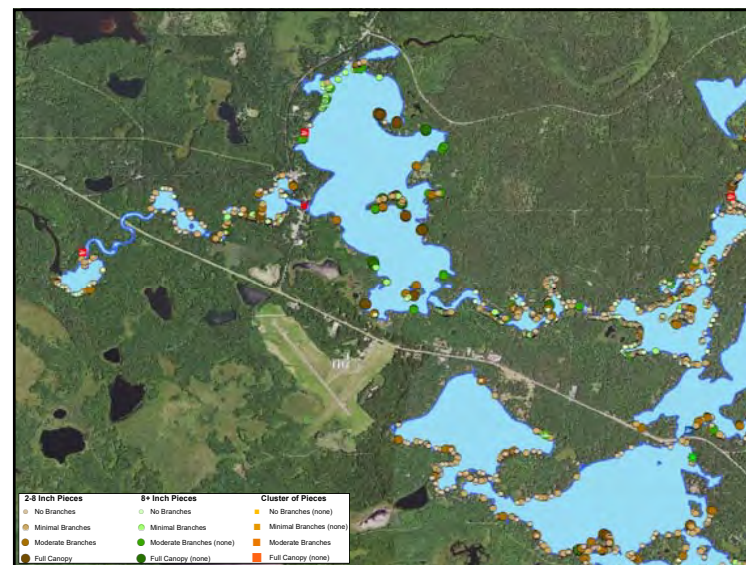 2-8 Inch Pieces
No Branches
Minimal Branches
Moderate Branches
Full Canopy
8+ Inch Pieces
No Branches
Minimal Branches
Moderate Branches (none)
Full Canopy (none)
Cluster of Pieces
No Branches
Minimal Branches (none)
Moderate Branches
Full Canopy (none)